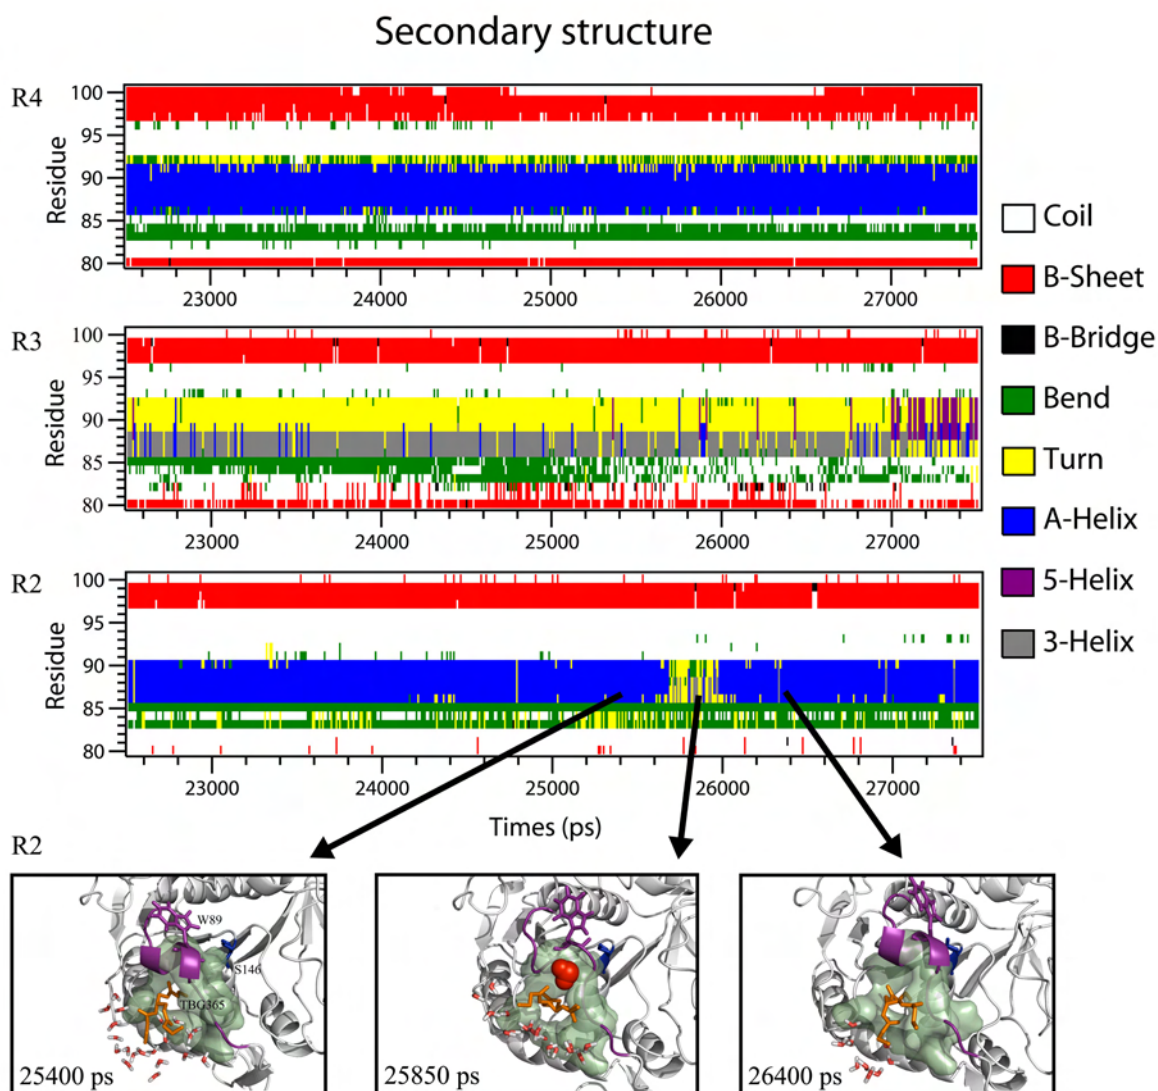 Secondary structure
R4
Residue
100
95
90
85
80
23000 24000 25000 26000 27000
R3
Residue
100
95
90
85
80
23000 24000 25000 26000 27000
R2
Residue
100
95
90
85
80
23000 24000 25000 26000 27000
Times (ps)
Coil
B-Sheet
B-Bridge
Bend
Turn
A-Helix
5-Helix
3-Helix
R2
W89
S146
TBG365
25400 ps
25850 ps
26400 ps